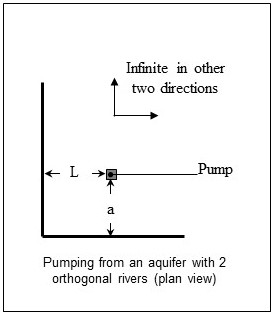 Infinite in other
two directions
L
Pump
a
Pumping from an aquifer with 2
orthogonal rivers (plan view)